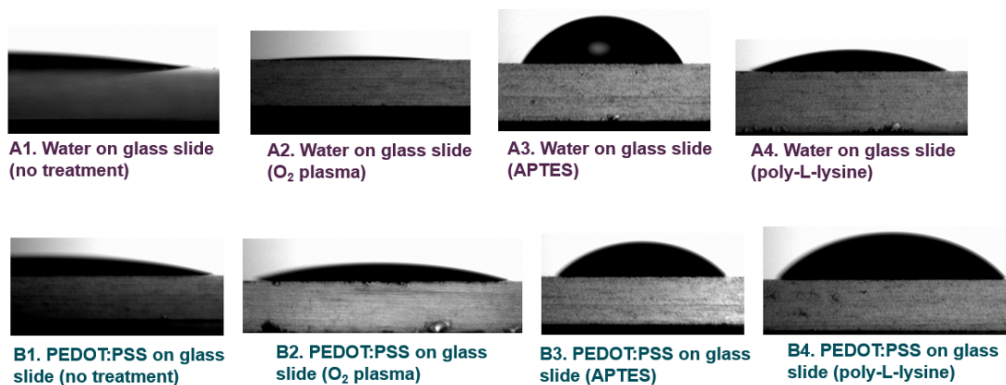 A1. Water on glass slide
(no treatment)
A2. Water on glass slide
(O₂ plasma)
A3. Water on glass slide
(APTES)
A4. Water on glass slide
(poly-L-lysine)
B1. PEDOT:PSS on glass
slide (no treatment)
B2. PEDOT:PSS on glass
slide (O₂ plasma)
B3. PEDOT:PSS on glass
slide (APTES)
B4. PEDOT:PSS on glass
slide (poly-L-lysine)